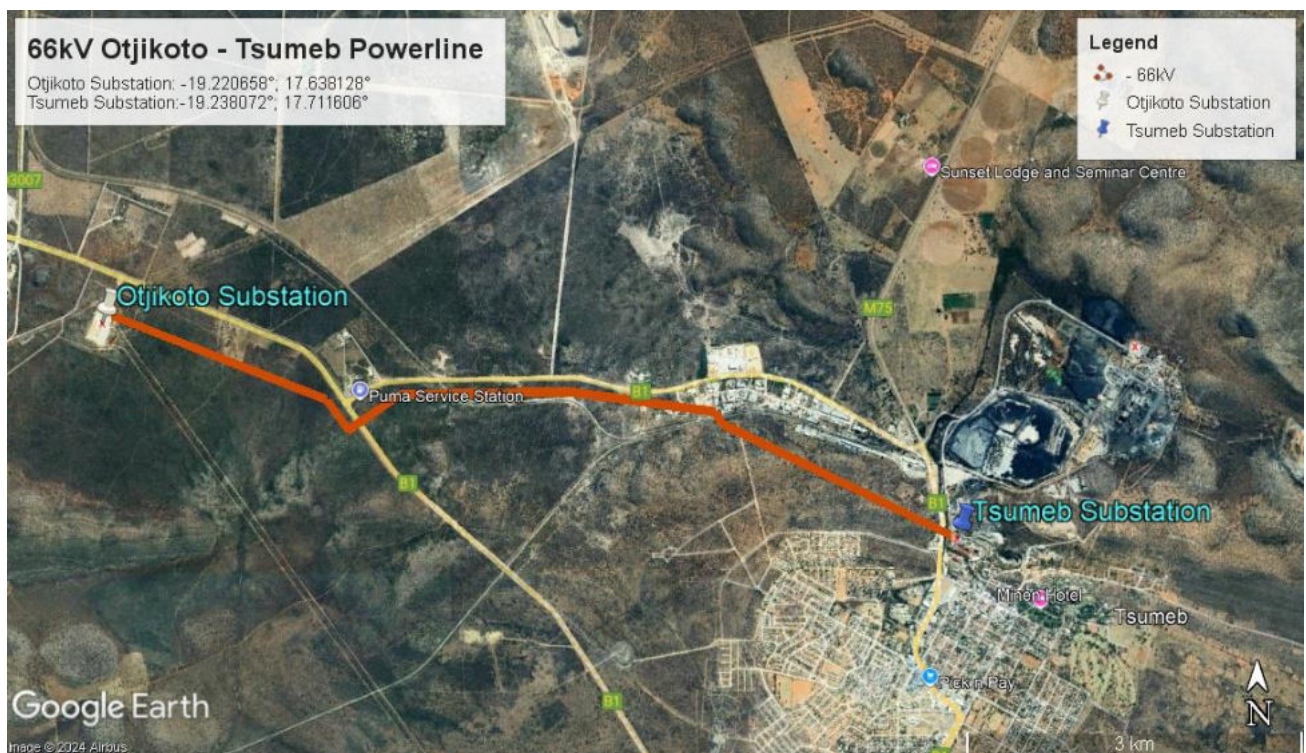 66kV Otjikoto - Tsumeb Powerline
Otjikoto Substation: -19.220658°; 17.638128°
Tsumeb Substation:-19.238072°; 17.711606°
Legend
- 66kV
Otjikoto Substation
Tsumeb Substation
Sunset Lodge and Seminar Centre
3007
Otjikoto Substation
M75
Puma Service Station
B1
B1
B1
Tsumeb Substation
Minen Hotel
Tsumeb
Pick n Pay
B1
Google Earth
N
Image © 2024 Airbus
3 km
B1